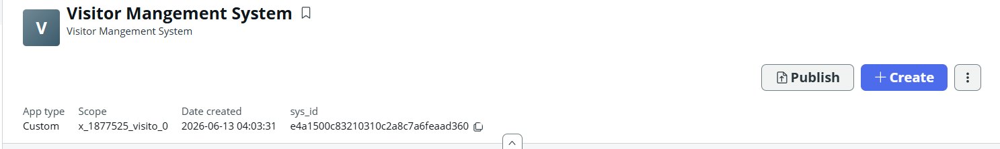 V
Visitor Mangement System
Visitor Mangement System
Publish
Create
App type Scope Date created sys_id
Custom x_1877525_visito_0 2026-06-13 04:03:31 e4a1500c83210310c2a8c7a6feaad360